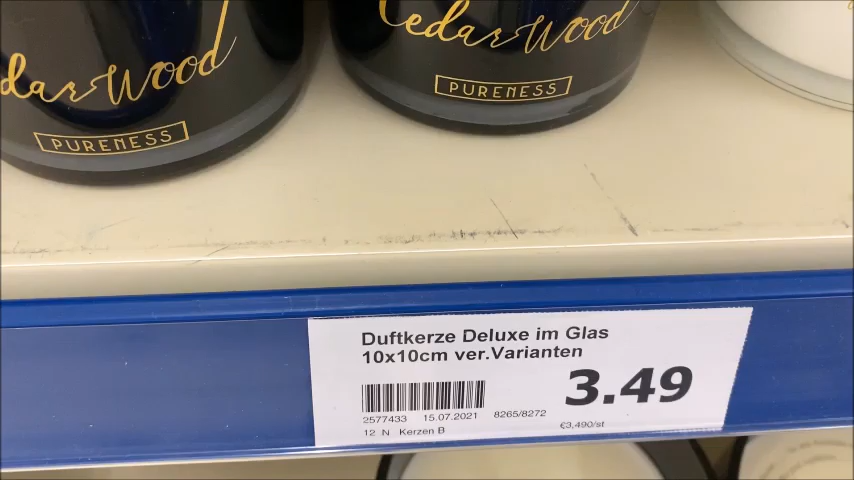 darWood
PURENESS
CedarWood
PURENESS
Duftkerze Deluxe im Glas
10x10cm ver.Varianten
3.49
2577433 15.07.2021 8265/8272
12 N Kerzen B
€3,490/st